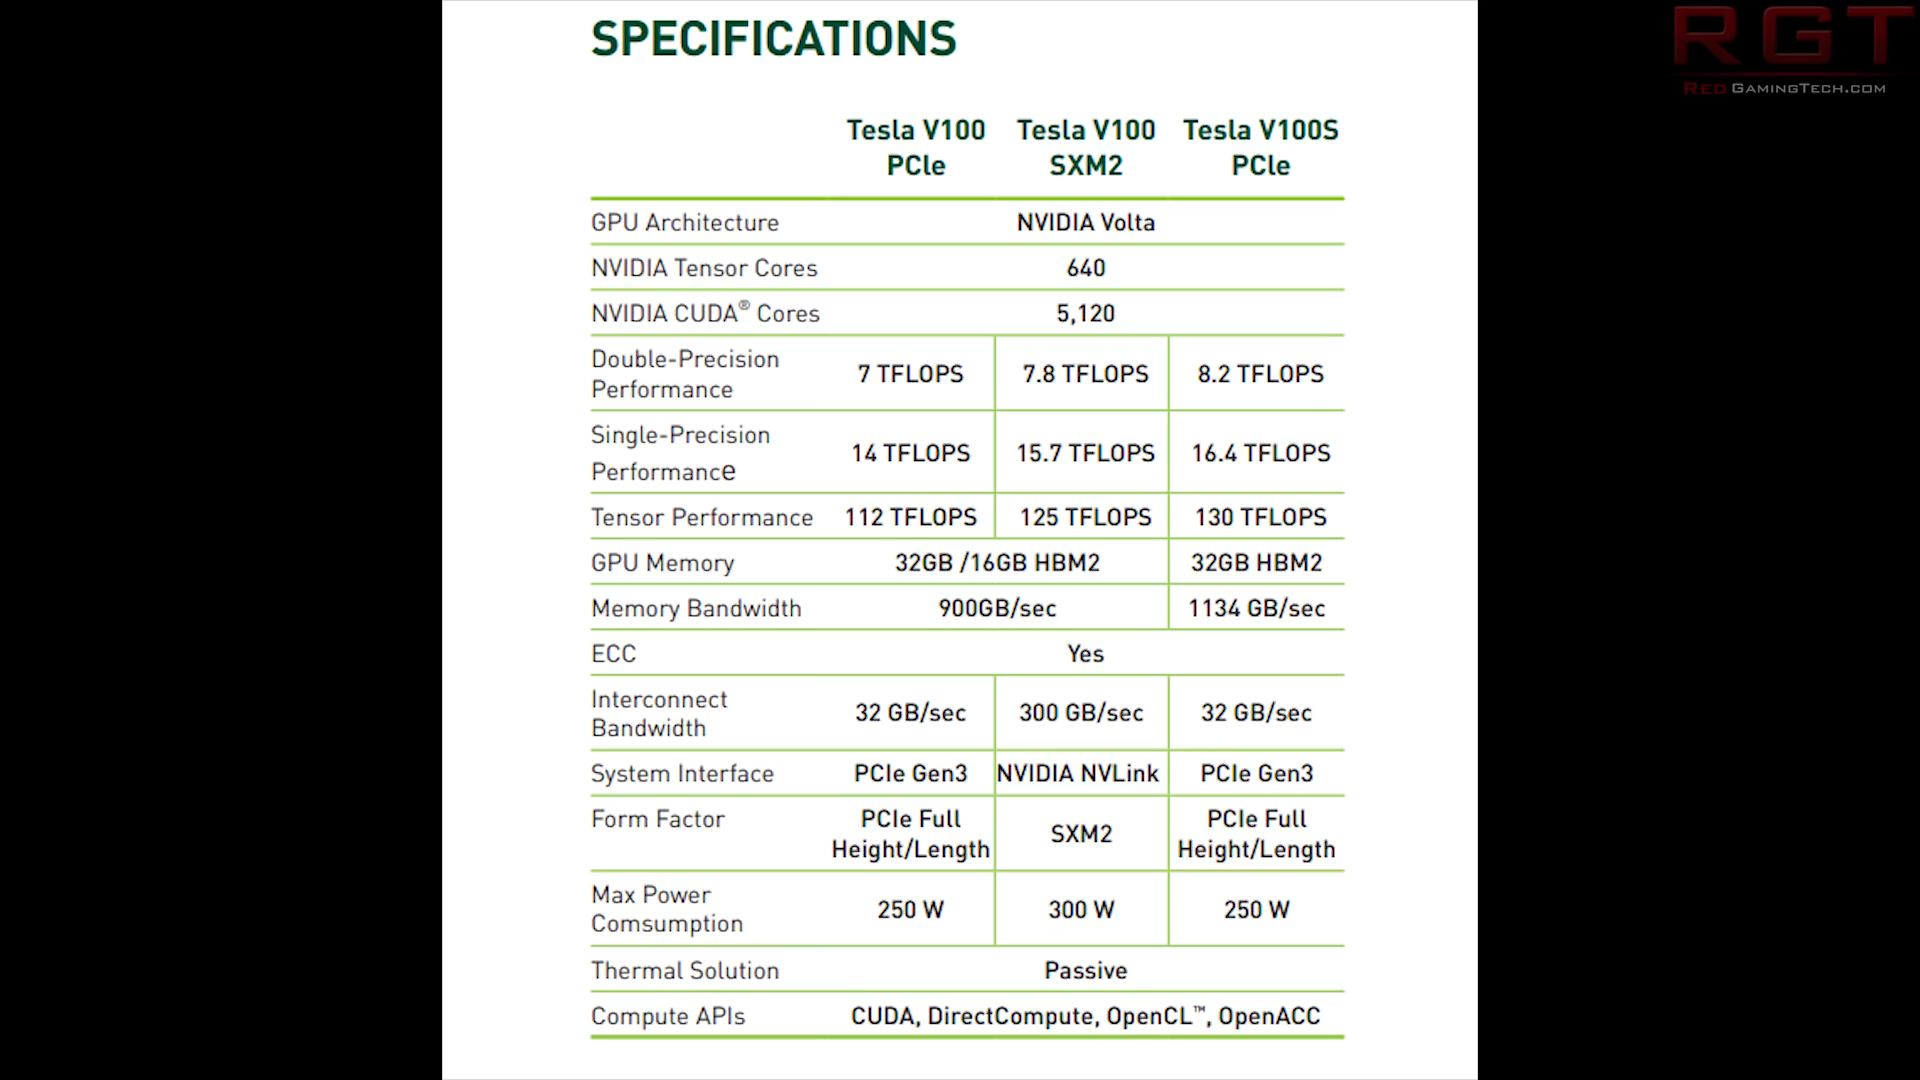 SPECIFICATIONS
RGT
RED GAMINGTECH.COM
Tesla V100 PCIe
Tesla V100 SXM2
Tesla V100S PCIe
GPU Architecture NVIDIA Volta
NVIDIA Tensor Cores 640
NVIDIA CUDA® Cores 5,120
Double-Precision
Performance
7 TFLOPS 7.8 TFLOPS 8.2 TFLOPS
Single-Precision
Performance
14 TFLOPS 15.7 TFLOPS 16.4 TFLOPS
Tensor Performance 112 TFLOPS 125 TFLOPS 130 TFLOPS
GPU Memory 32GB /16GB HBM2 32GB HBM2
Memory Bandwidth 900GB/sec 1134 GB/sec
ECC Yes
Interconnect
Bandwidth
32 GB/sec 300 GB/sec 32 GB/sec
System Interface PCIe Gen3 NVIDIA NVLink PCIe Gen3
Form Factor
PCIe Full
Height/Length
SXM2
PCIe Full
Height/Length
Max Power
Comsumption
250 W 300 W 250 W
Thermal Solution Passive
Compute APIs CUDA, DirectCompute, OpenCL™, OpenACC